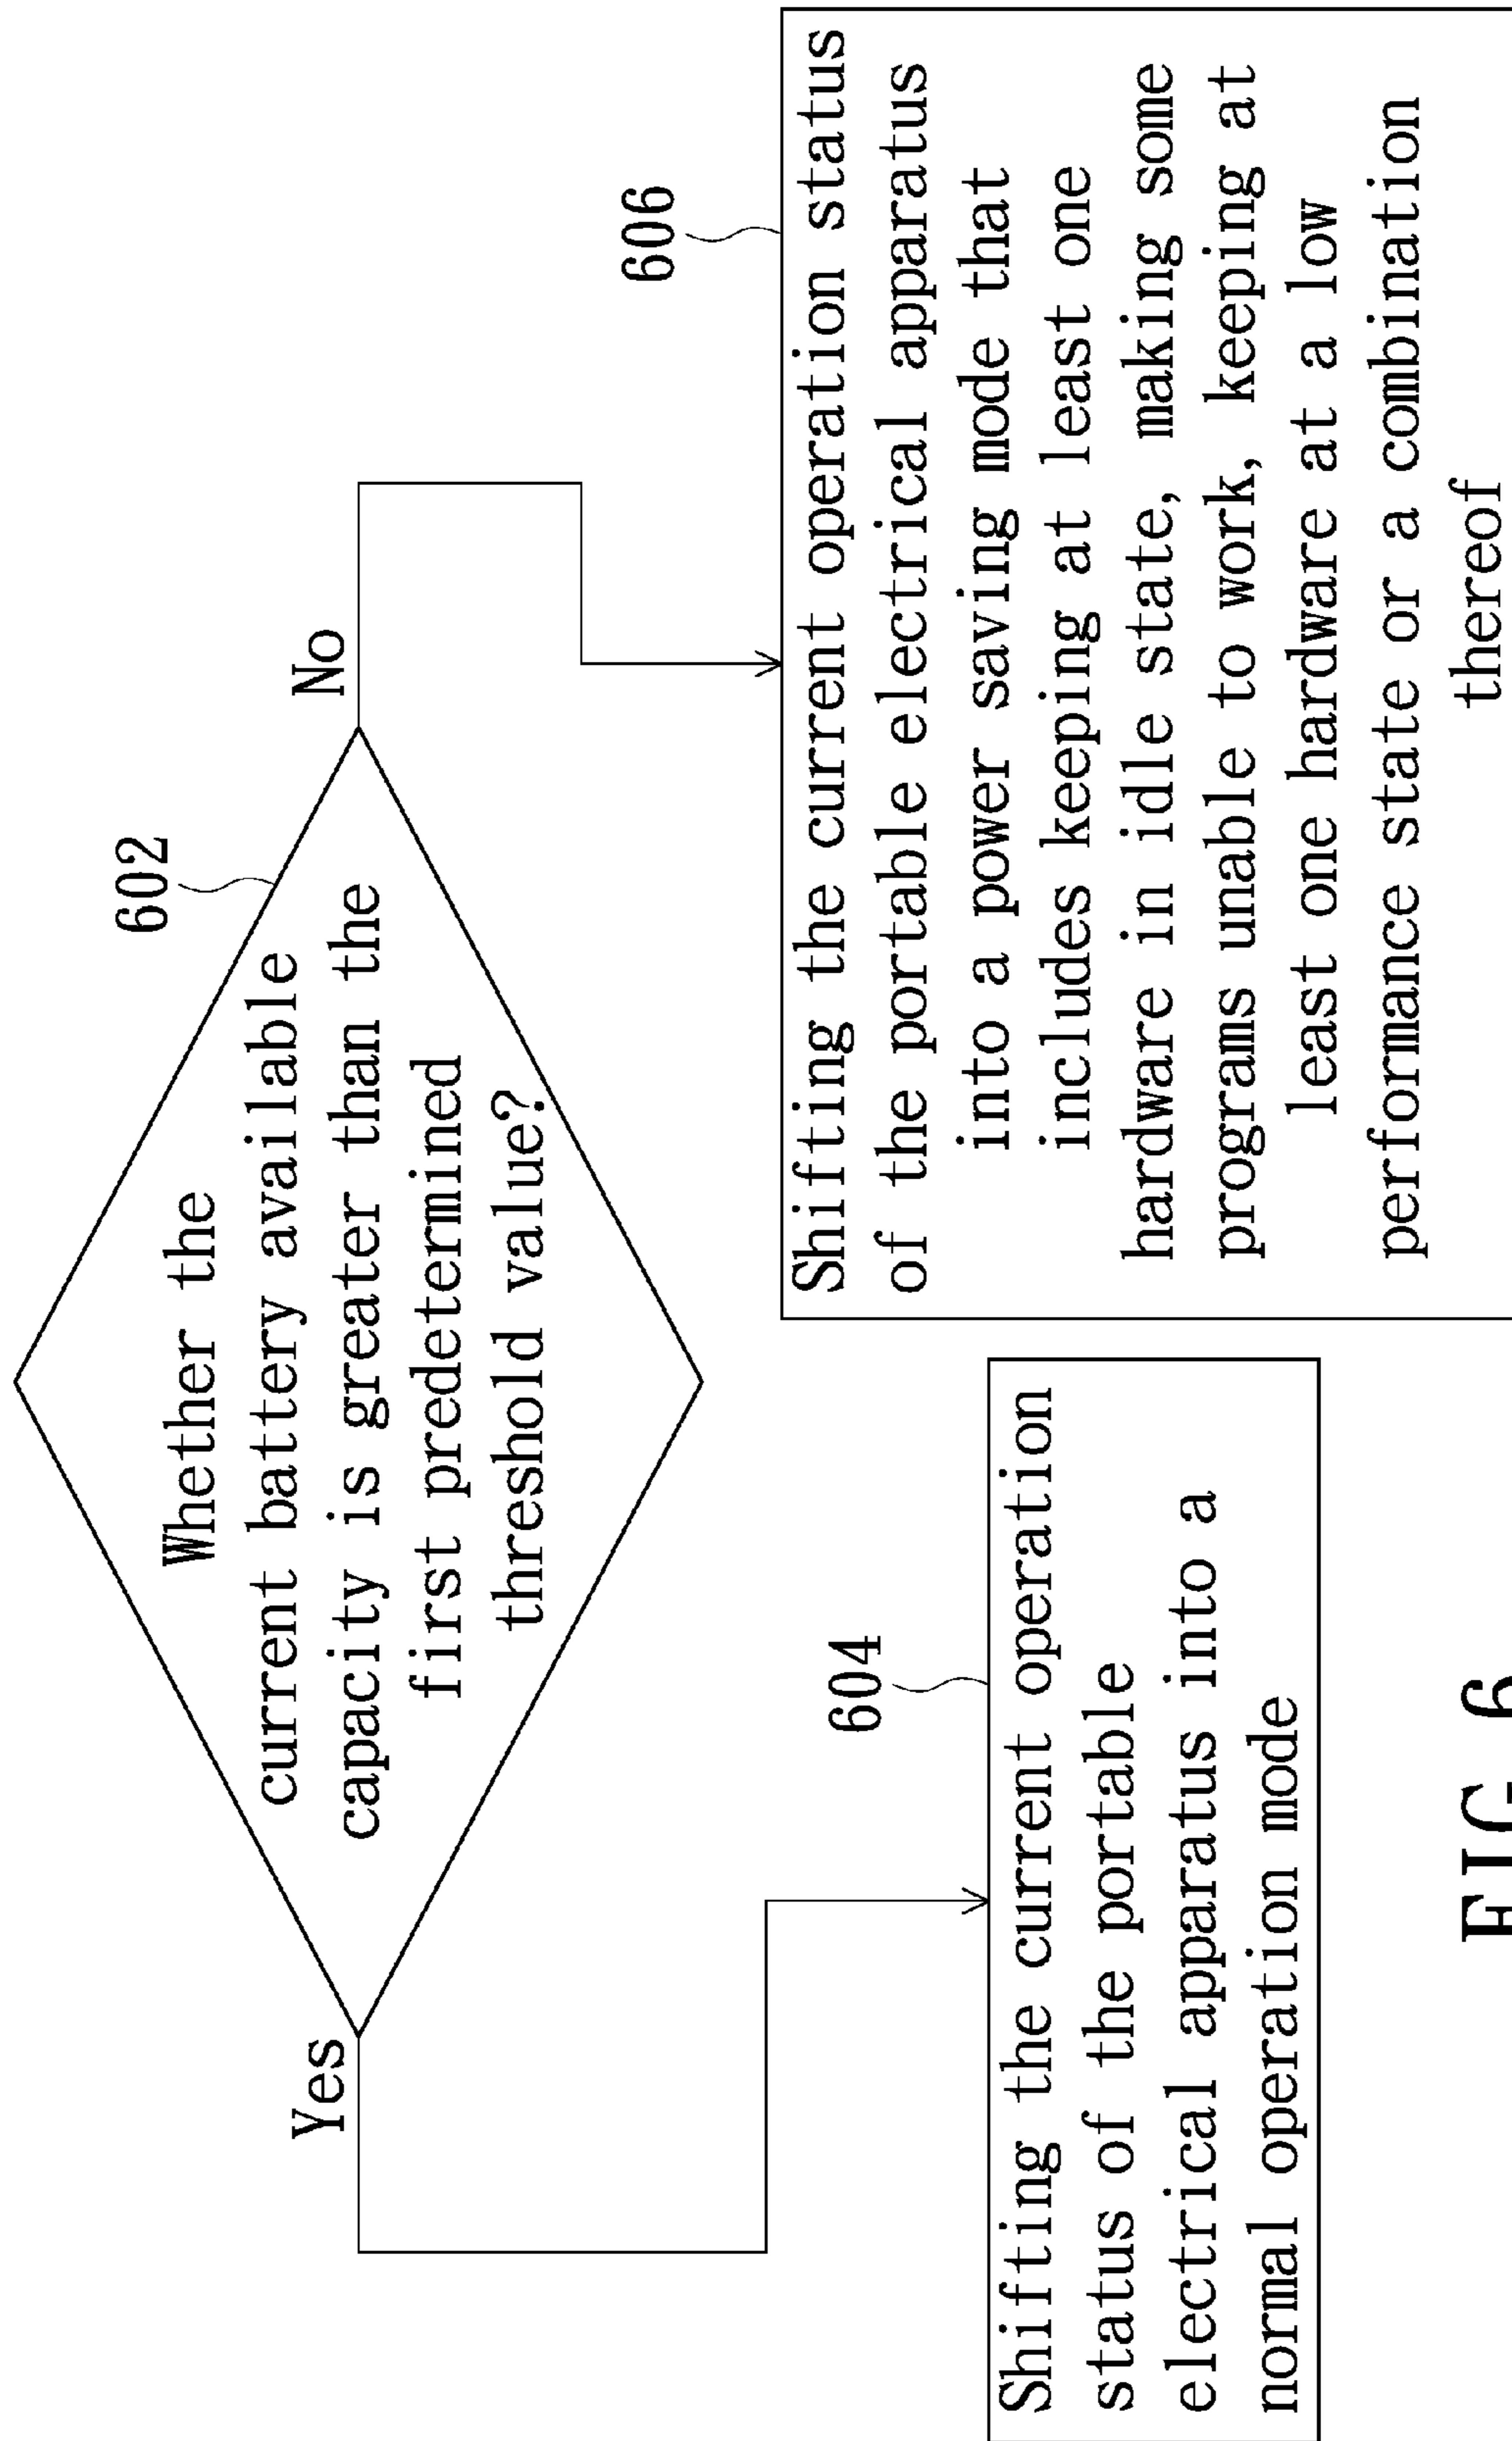 602
Whether the
current battery available
capacity is greater than the
first predetermined
threshold value?
Yes
No
604
Shifting the current operation
status of the portable
electrical apparatus into a
normal operation mode
606
Shifting the current operation status
of the portable electrical apparatus
into a power saving mode that
includes keeping at least one
hardware in idle state, making some
programs unable to work, keeping at
least one hardware at a low
performance state or a combination
thereof
FIG. 6